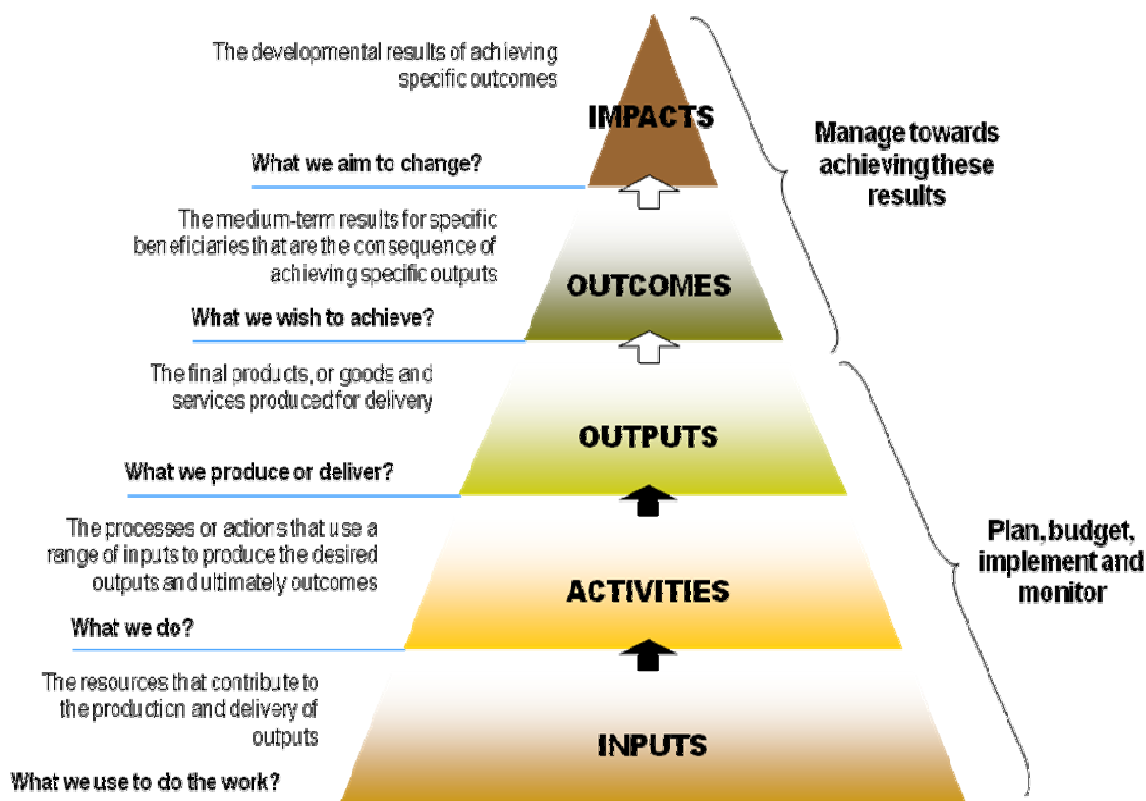 The developmental results of achieving
specific outcomes
IMPACTS
What we aim to change?
Manage towards
achieving these
results
The medium-term results for specific
beneficiaries that are the consequence of
achieving specific outputs
OUTCOMES
What we wish to achieve?
The final products, or goods and
services produced for delivery
OUTPUTS
What we produce or deliver?
The processes or actions that use a
range of inputs to produce the desired
outputs and ultimately outcomes
ACTIVITIES
What we do?
Plan, budget,
implement and
monitor
The resources that contribute to
the production and delivery of
outputs
INPUTS
What we use to do the work?